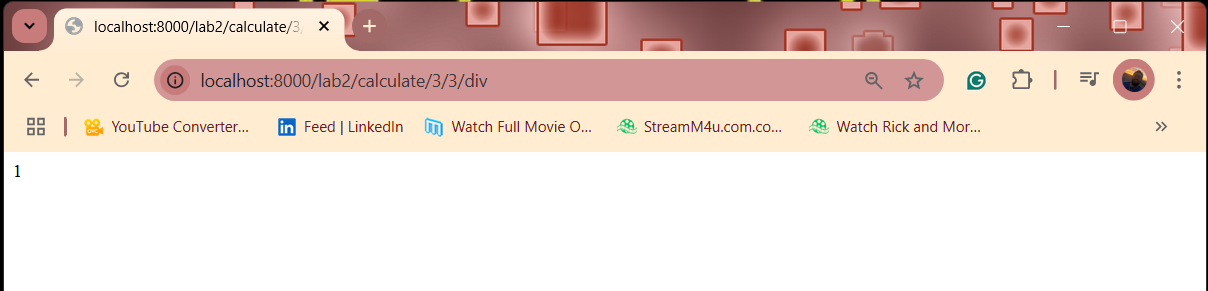 localhost:8000/lab2/calculate/3/
localhost:8000/lab2/calculate/3/3/div
YouTube Converter... Feed | LinkedIn Watch Full Movie O... StreamM4u.com.co... Watch Rick and Mor...
1